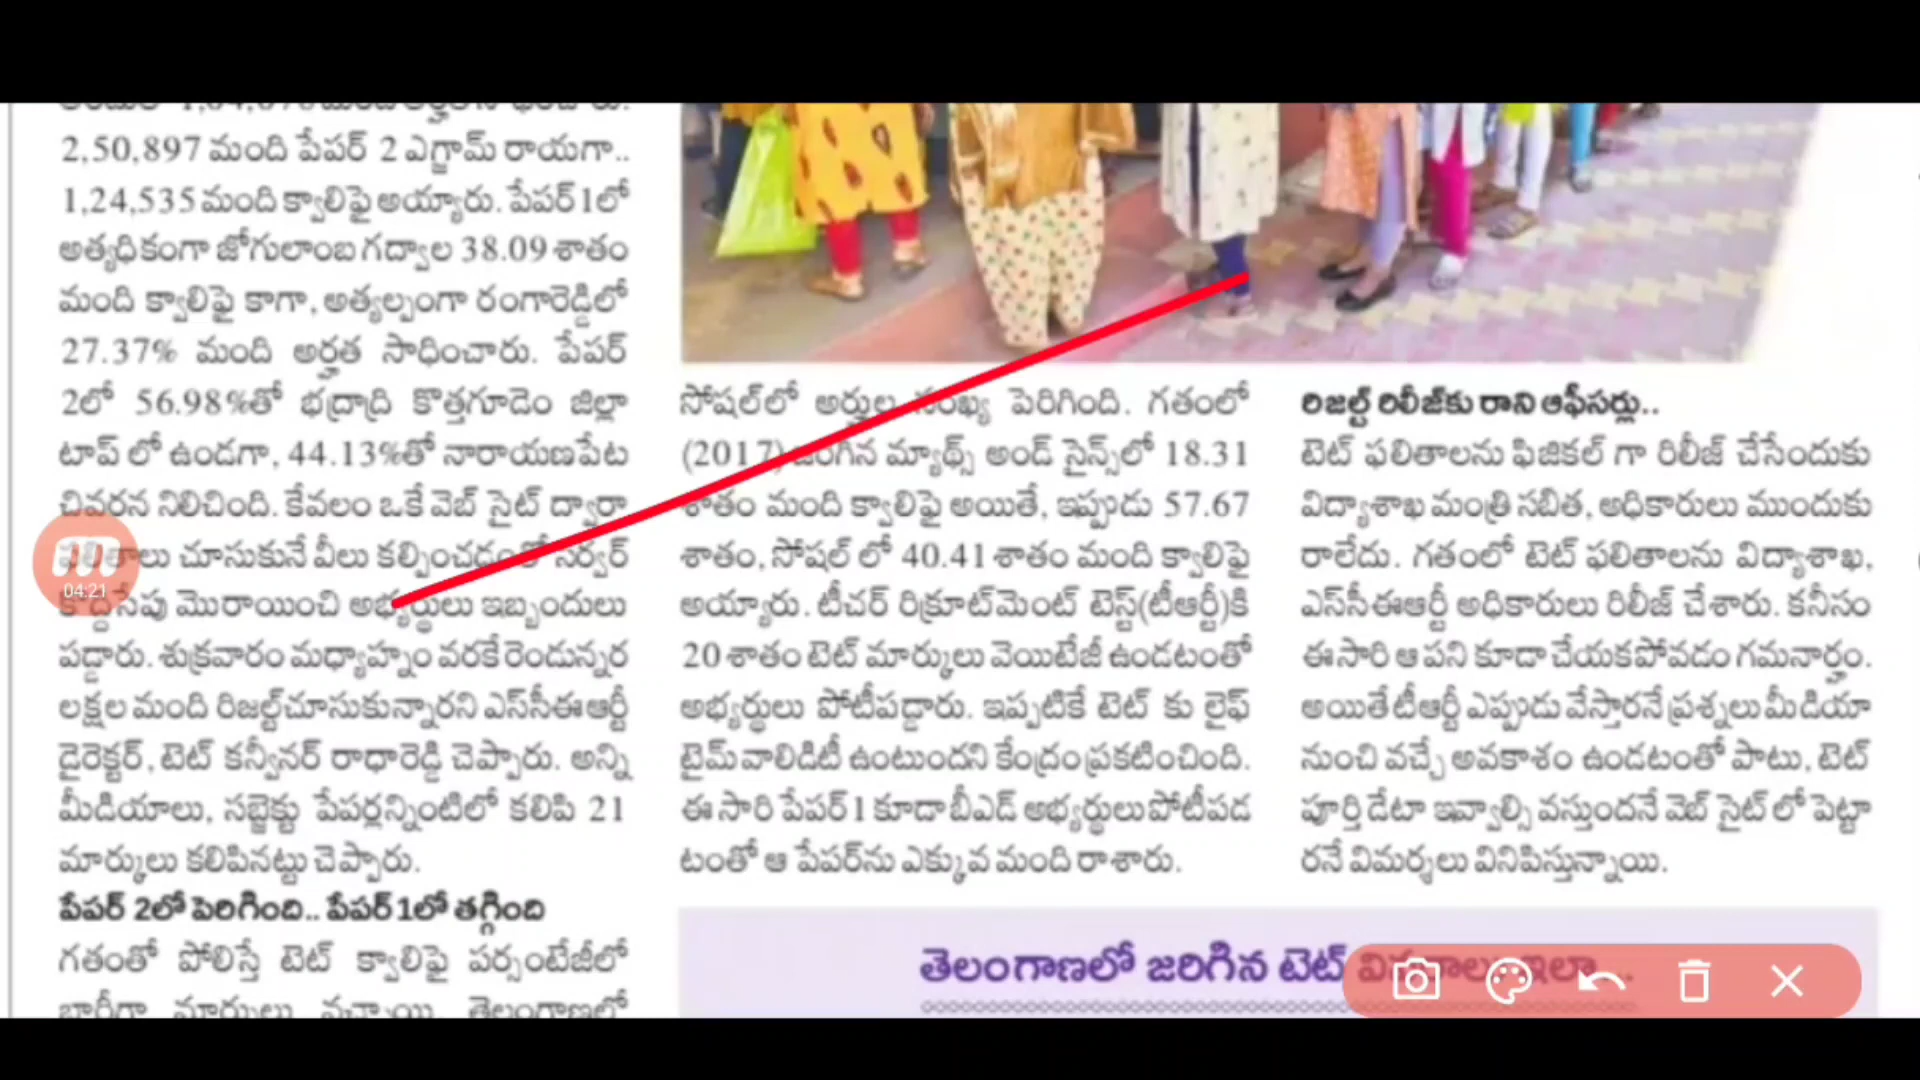 2,50,897 మంది పేపర్ 2 ఎగ్జామ్ రాయగా..
1,24,535 మంది క్వాలిఫై అయ్యారు. పేపర్ 1లో
అత్యధికంగా జోగులాంబ గద్వాల 38.09 శాతం
మంది క్వాలిఫై కాగా, అత్యల్పంగా రంగారెడ్డిలో
27.37% మంది అర్హత సాధించారు. పేపర్
2లో 56.98%తో భద్రాద్రి కొత్తగూడెం జిల్లా
టాప్ లో ఉండగా, 44.13%తో నారాయణపేట
చివరన నిలిచింది. కేవలం ఒకే వెబ్ సైట్ ద్వారా
చూసుకునే వీలు కల్పించడంతో సర్వర్
మొరాయించి అభ్యర్థులు ఇబ్బందులు
04:21
పడ్డారు. శుక్రవారం మధ్యాహ్నం వరకే రెండున్నర
లక్షల మంది రిజల్ట్ చూసుకున్నారని ఎస్‌సీఈఆర్టీ
డైరెక్టర్, టెట్ కన్వీనర్ రాధారెడ్డి చెప్పారు. అన్ని
మీడియాలు, సబ్జెక్టు పేపర్లన్నింటిలో కలిపి 21
మార్కులు కలిపినట్టు చెప్పారు.
పేపర్ 2లో పెరిగింది.. పేపర్ 1లో తగ్గింది
గతంతో పోలిస్తే టెట్ క్వాలిఫై పర్సంటేజీలో
సోషల్‌లో అర్హుల సంఖ్య పెరిగింది. గతంలో
(2017) జరిగిన మ్యాథ్స్ అండ్ సైన్స్‌లో 18.31
శాతం మంది క్వాలిఫై అయితే, ఇప్పుడు 57.67
శాతం, సోషల్ లో 40.41 శాతం మంది క్వాలిఫై
అయ్యారు. టీచర్ రిక్రూట్‌మెంట్ టెస్ట్(టీఆర్టీ)కి
20 శాతం టెట్ మార్కులు వెయిటేజీ ఉండటంతో
అభ్యర్థులు పోటీపడ్డారు. ఇప్పటికే టెట్ కు లైఫ్
టైమ్ వాలిడిటీ ఉంటుందని కేంద్రం ప్రకటించింది.
ఈ సారి పేపర్ 1 కూడా బీఎడ్ అభ్యర్థులు పోటీపడ
టంతో ఆ పేపర్‌ను ఎక్కువ మంది రాశారు.
రిజల్ట్ రిలీజ్‌కు రాని ఆఫీసర్లు..
టెట్ ఫలితాలను ఫిజికల్ గా రిలీజ్ చేసేందుకు
విద్యాశాఖ మంత్రి సబిత, అధికారులు ముందుకు
రాలేదు. గతంలో టెట్ ఫలితాలను విద్యాశాఖ,
ఎస్‌సీఈఆర్టీ అధికారులు రిలీజ్ చేశారు. కనీసం
ఈ సారి ఆ పని కూడా చేయకపోవడం గమనార్హం.
అయితే టీఆర్టీ ఎప్పుడు వేస్తారనే ప్రశ్నలు మీడియా
నుంచి వచ్చే అవకాశం ఉండటంతో పాటు, టెట్
పూర్తి డేటా ఇవ్వాల్సి వస్తుందనే వెబ్ సైట్ లో పెట్టా
రనే విమర్శలు వినిపిస్తున్నాయి.
తెలంగాణలో జరిగిన టెట్ వివరాలు ఇలా...